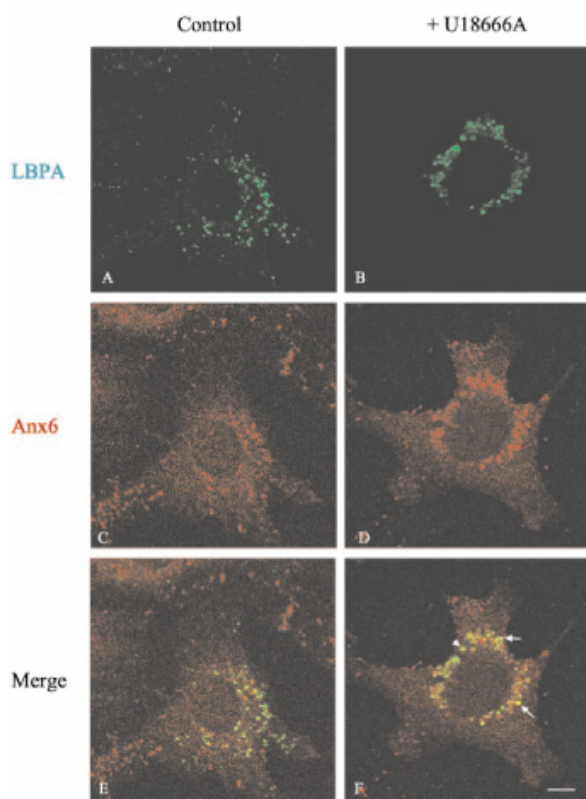 Control + U18666A
LBPA
A B
Anx6
C D
Merge
E F